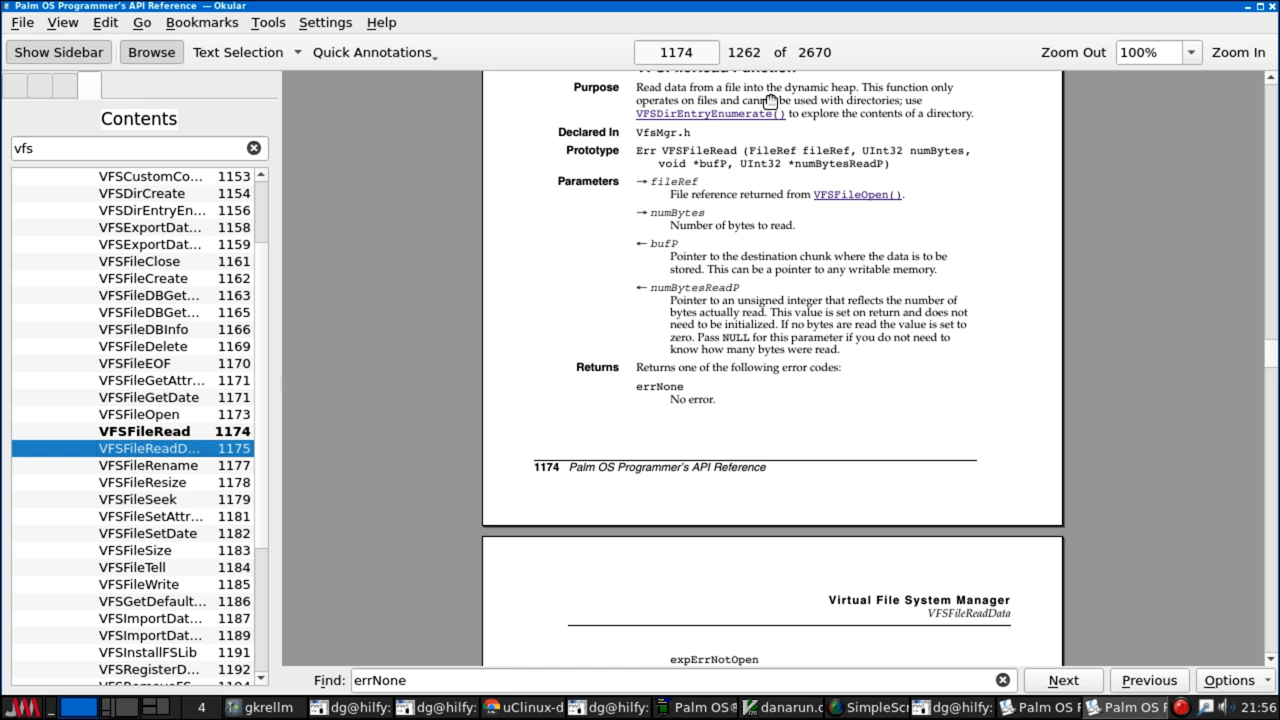 Palm OS Programmer's API Reference — Okular
File View Edit Go Bookmarks Tools Settings Help
Show Sidebar Browse Text Selection Quick Annotations 1174 1262 of 2670 Zoom Out 100% Zoom In
Contents
vfs
VFSCustomCo... 1153
VFSDirCreate 1154
VFSDirEntryEn... 1156
VFSExportDat... 1158
VFSExportDat... 1159
VFSFileClose 1161
VFSFileCreate 1162
VFSFileDBGet... 1163
VFSFileDBGet... 1165
VFSFileDBInfo 1166
VFSFileDelete 1169
VFSFileEOF 1170
VFSFileGetAttr... 1171
VFSFileGetDate 1171
VFSFileOpen 1173
VFSFileRead 1174
VFSFileReadD... 1175
VFSFileRename 1177
VFSFileResize 1178
VFSFileSeek 1179
VFSFileSetAttr... 1181
VFSFileSetDate 1182
VFSFileSize 1183
VFSFileTell 1184
VFSFileWrite 1185
VFSGetDefault... 1186
VFSImportDat... 1187
VFSImportDat... 1189
VFSInstallFSLib 1191
VFSRegisterD... 1192
Purpose Read data from a file into the dynamic heap. This function only
operates on files and cannot be used with directories; use
VFSDirEntryEnumerate() to explore the contents of a directory.
Declared In VfsMgr.h
Prototype Err VFSFileRead (FileRef fileRef, UInt32 numBytes,
void *bufP, UInt32 *numBytesReadP)
Parameters → fileRef
File reference returned from VFSFileOpen().
→ numBytes
Number of bytes to read.
← bufP
Pointer to the destination chunk where the data is to be
stored. This can be a pointer to any writable memory.
← numBytesReadP
Pointer to an unsigned integer that reflects the number of
bytes actually read. This value is set on return and does not
need to be initialized. If no bytes are read the value is set to
zero. Pass NULL for this parameter if you do not need to
know how many bytes were read.
Returns Returns one of the following error codes:
errNone
No error.
1174 Palm OS Programmer's API Reference
Virtual File System Manager
VFSFileReadData
expErrNotOpen
Find: errNone Next Previous Options
4 gkrellm dg@hilfy: dg@hilfy: uClinux-d dg@hilfy: Palm OS® danarun.c SimpleScr dg@hilfy: Palm OS P Palm OS P 21:56